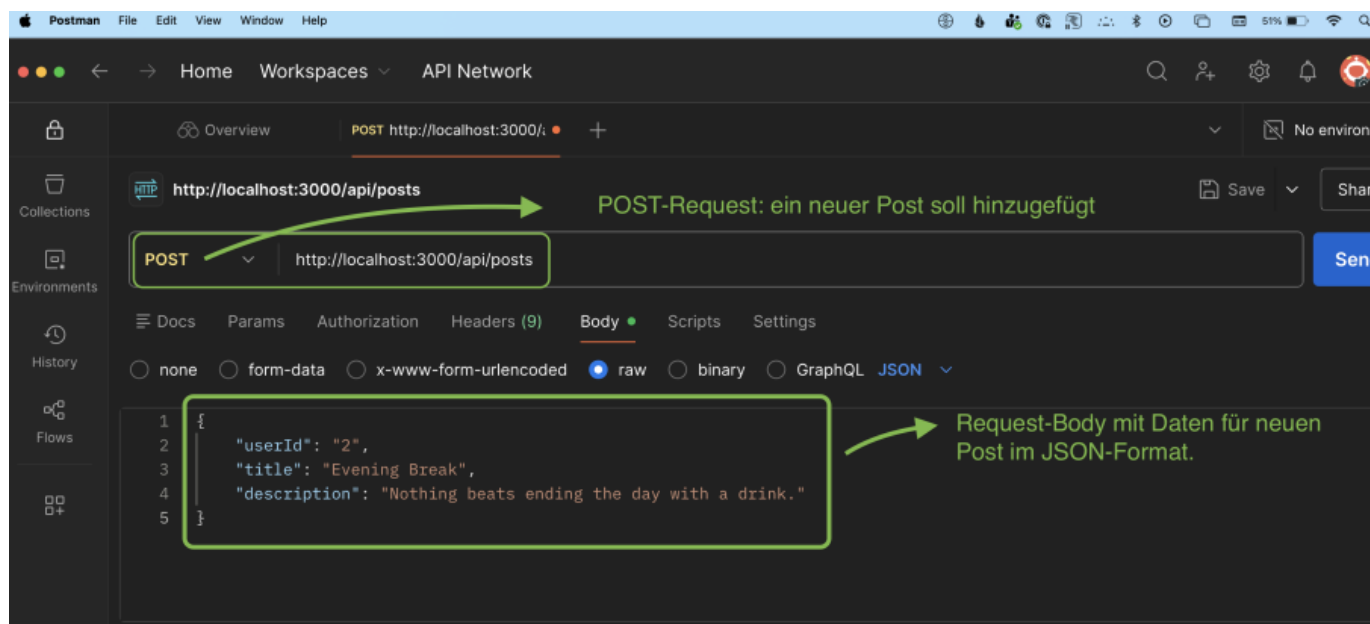 Postman File Edit View Window Help 51%
Home Workspaces API Network
Overview POST http://localhost:3000/a No environ
HTTP http://localhost:3000/api/posts Save Shar
POST-Request: ein neuer Post soll hinzugefügt
POST http://localhost:3000/api/posts Sen
Collections
Environments
History
Flows
Docs Params Authorization Headers (9) Body Scripts Settings
none form-data x-www-form-urlencoded raw binary GraphQL JSON
1 {
2 "userId": "2",
3 "title": "Evening Break",
4 "description": "Nothing beats ending the day with a drink."
5 }
Request-Body mit Daten für neuen
Post im JSON-Format.